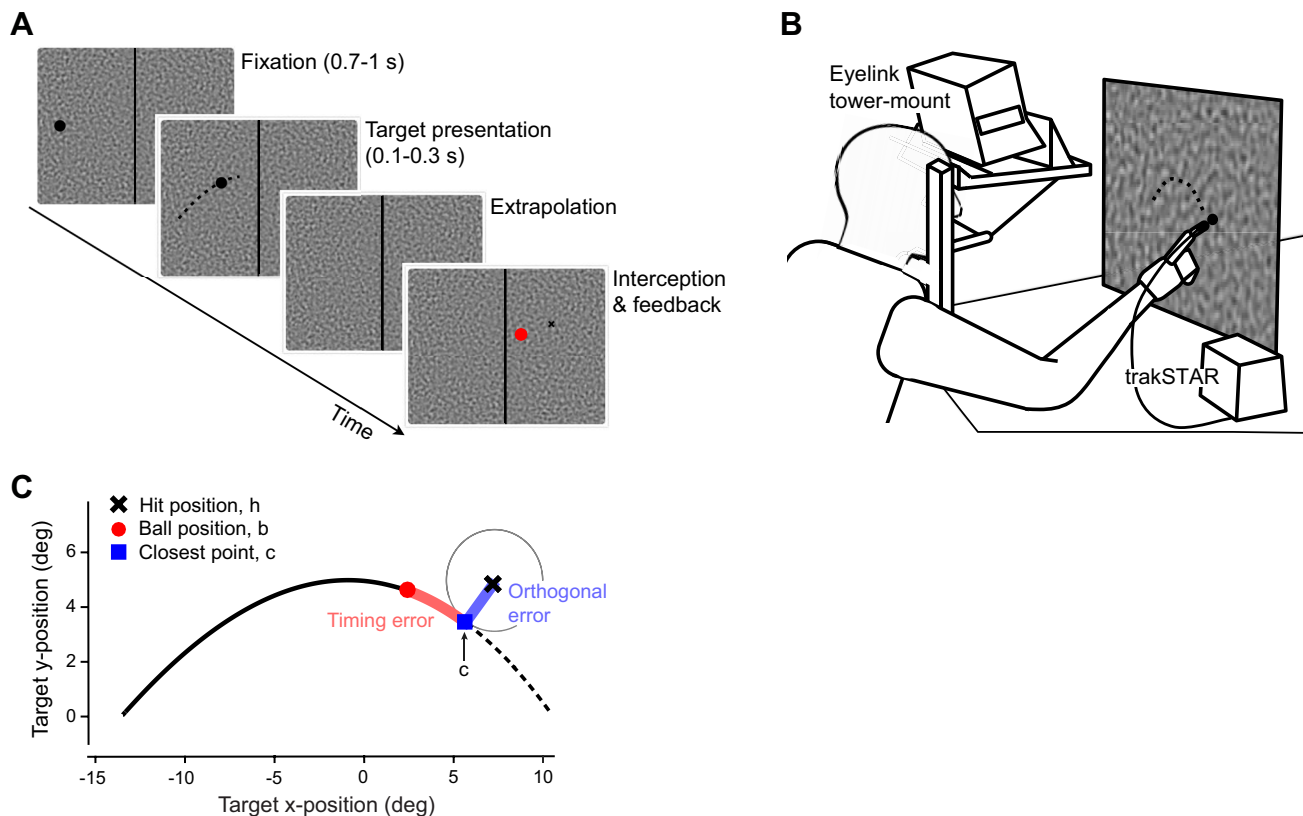 A
Fixation (0.7-1 s)
Target presentation
(0.1-0.3 s)
Extrapolation
Interception
& feedback
Time
B
Eyelink
tower-mount
trakSTAR
C
Hit position, h
Ball position, b
Closest point, c
Target y-position (deg)
6
4
2
0
Timing error
Orthogonal
error
c
-15
-10
-5
0
5
10
Target x-position (deg)